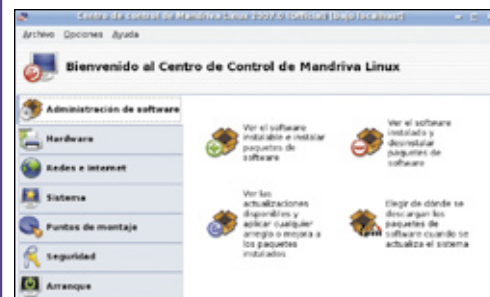 Centro de control de Mandriva Linux 2007.0 (Official) [bajo localhost]
Archivo Opciones Ayuda
Bienvenido al Centro de Control de Mandriva Linux
Administración de software
Hardware
Redes e internet
Sistema
Puntos de montaje
Seguridad
Arranque
Ver el software
instalable e instalar
paquetes de
software
Ver el software
instalado y
desinstalar
paquetes de
software
Ver las
actualizaciones
disponibles y
aplicar cualquier
arreglo o mejora a
los paquetes
instalados
Elegir de dónde se
descargan los
paquetes de
software cuando se
actualiza el sistema